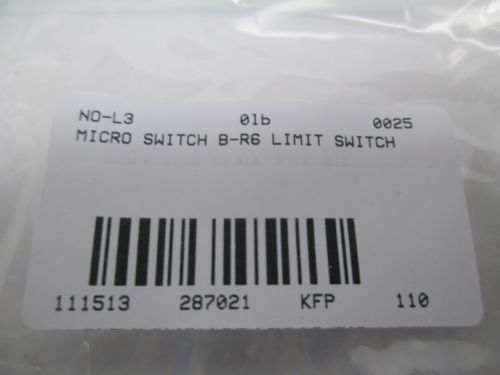 NO-L3 01b 0025
MICRO SWITCH B-R6 LIMIT SWITCH
111513 287021 KFP 110